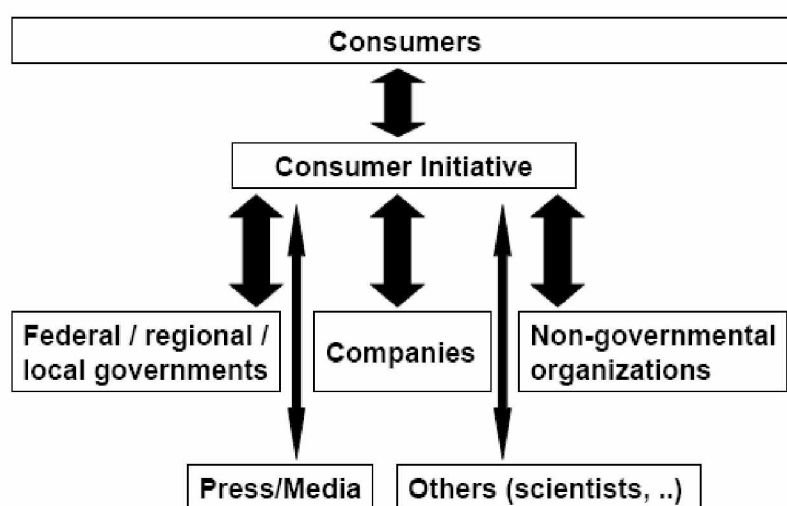 Consumers
Consumer Initiative
Federal / regional /
local governments
Companies
Non-governmental
organizations
Press/Media
Others (scientists, ..)